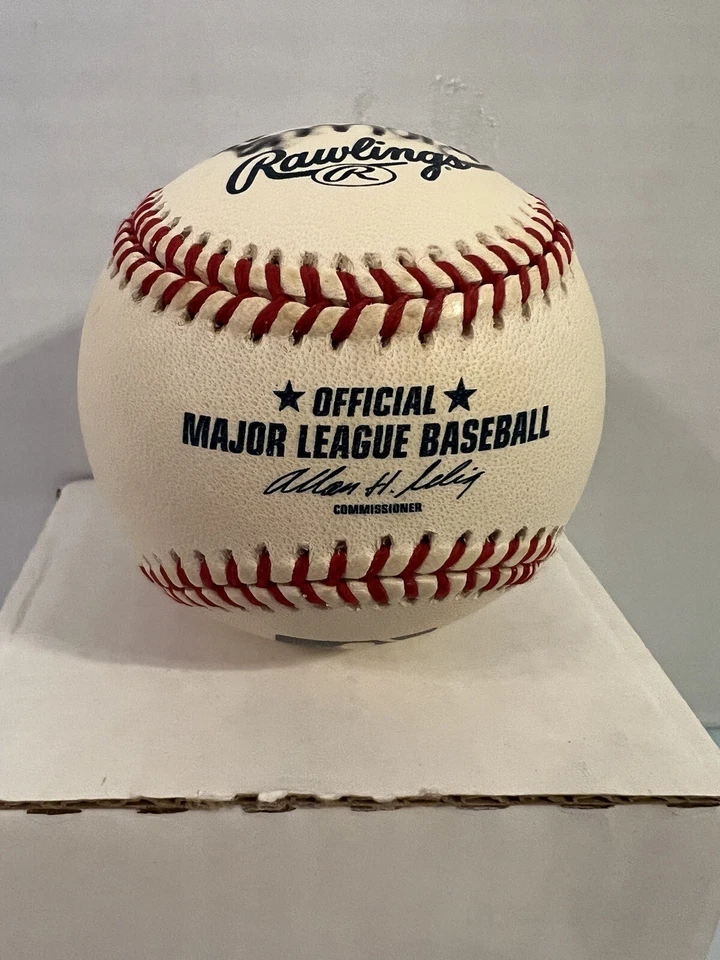 Rawlings
R
★ OFFICIAL ★
MAJOR LEAGUE BASEBALL
Allan H. Selig
COMMISSIONER